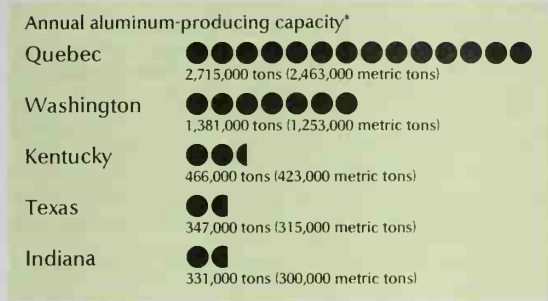 Annual aluminum-producing capacity*
Quebec
2,715,000 tons (2,463,000 metric tons)
Washington
1,381,000 tons (1,253,000 metric tons)
Kentucky
466,000 tons (423,000 metric tons)
Texas
347,000 tons (315,000 metric tons)
Indiana
331,000 tons (300,000 metric tons)